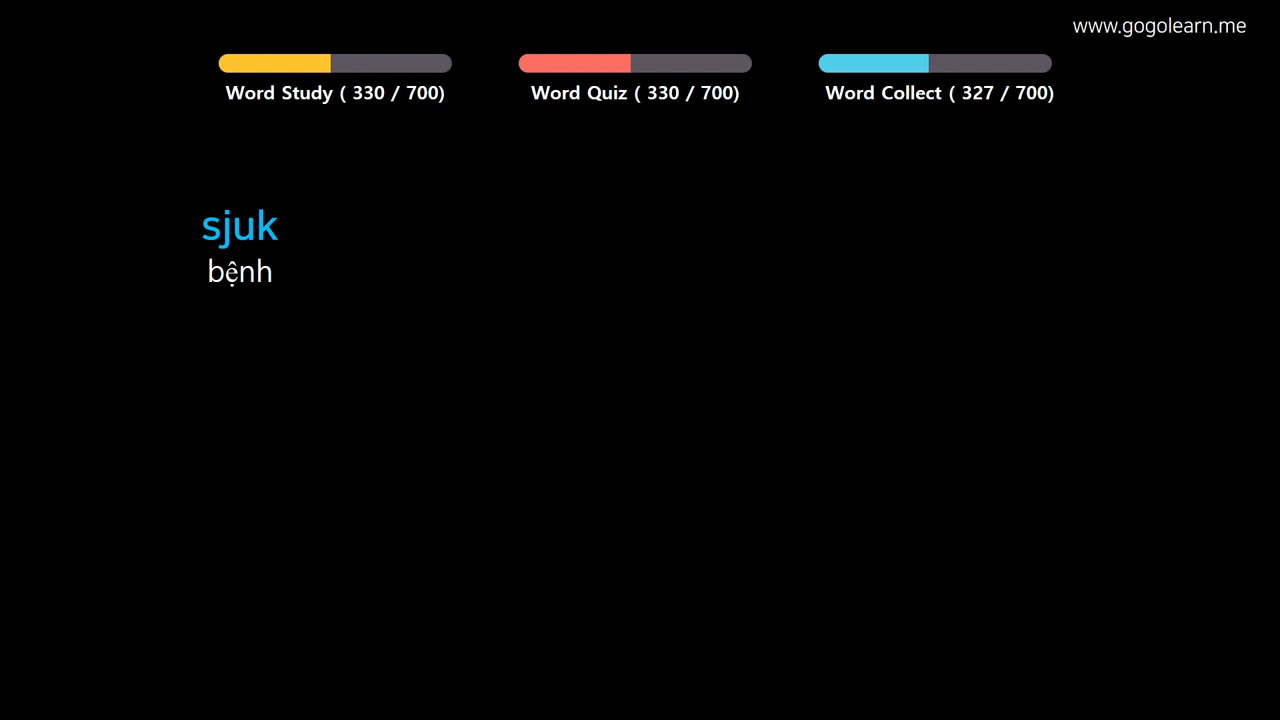 www.gogolearn.me
Word Study ( 330 / 700)
Word Quiz ( 330 / 700)
Word Collect ( 327 / 700)
sjuk
bệnh